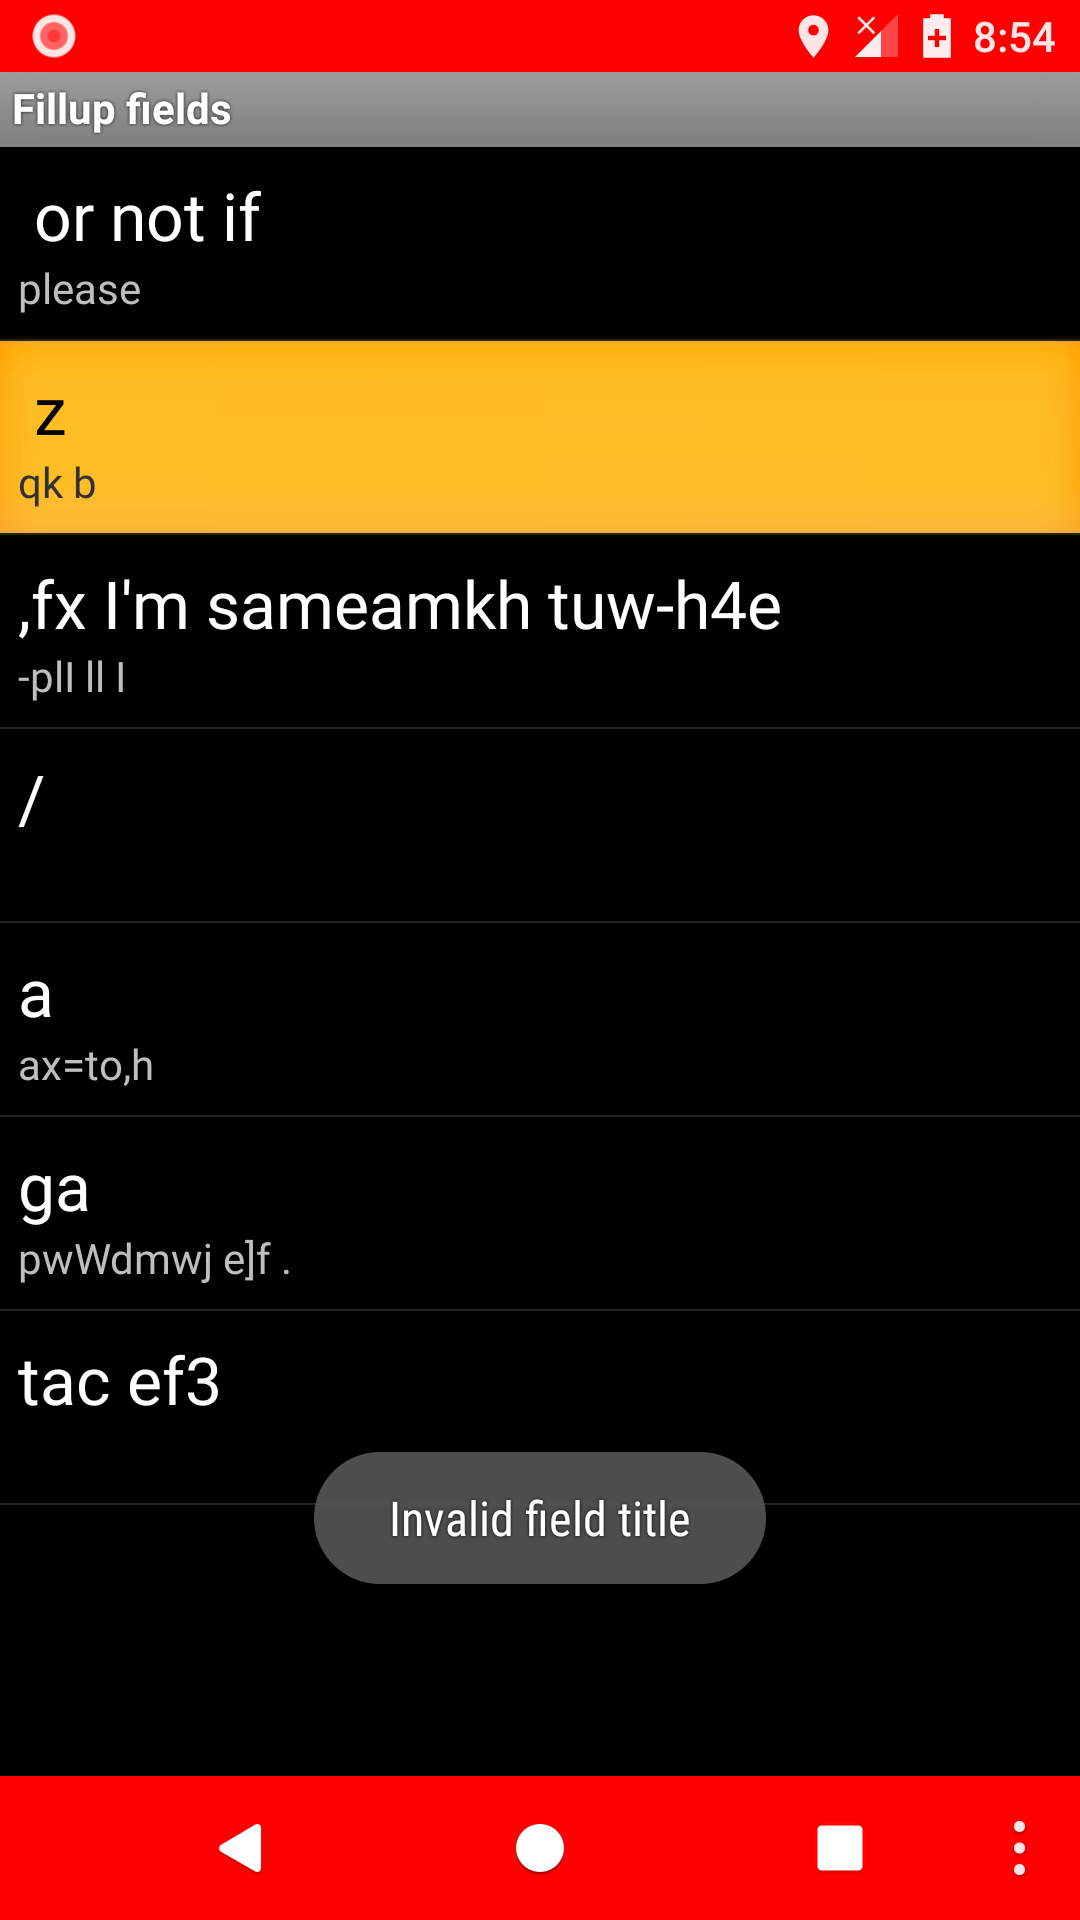 8:54
Fillup fields
or not if
please
z
qk b
,fx I'm sameamkh tuw-h4e
-pll ll l
/
a
ax=to,h
ga
pwWdmwj e]f .
tac ef3
Invalid field title